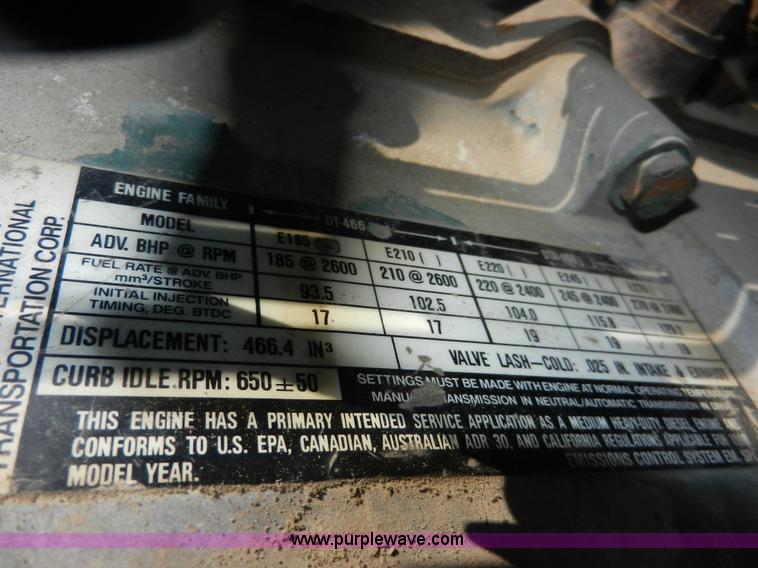 INTERNATIONAL
TRANSPORTATION CORP.
ENGINE FAMILY DT-466
MODEL E185 E210 ( ) E220 ( ) E245 ( )
ADV. BHP @ RPM 185 @ 2600 210 @ 2600 220 @ 2400 245 @ 2400
FUEL RATE @ ADV. BHP
mm³/STROKE 93.5 102.5 104.0 115.8
INITIAL INJECTION
TIMING, DEG. BTDC 17 17 19 19 19
DISPLACEMENT: 466.4 IN³ VALVE LASH-COLD: .025 IN. INTAKE & EXHAUST
CURB IDLE RPM: 650 ± 50 SETTINGS MUST BE MADE WITH ENGINE AT NORMAL OPERATING
TRANSMISSION IN NEUTRAL/AUTOMATIC TRANSMISSION IN
THIS ENGINE HAS A PRIMARY INTENDED SERVICE APPLICATION AS A MEDIUM HEAVY-DUTY DIESEL ENGINE
CONFORMS TO U.S. EPA, CANADIAN, AUSTRALIAN ADR 30, AND CALIFORNIA REGULATIONS APPLICABLE FOR
MODEL YEAR. EMISSIONS CONTROL SYSTEM
www.purplewave.com